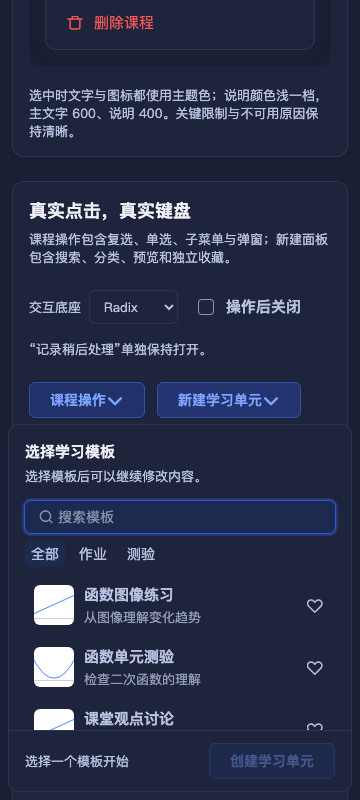 删除课程
选中时文字与图标都使用主题色；说明颜色浅一档，
主文字 600、说明 400。关键限制与不可用原因保
持清晰。
真实点击，真实键盘
课程操作包含复选、单选、子菜单与弹窗；新建面板
包含搜索、分类、预览和独立收藏。
交互底座 Radix 操作后关闭
“记录稍后处理”单独保持打开。
课程操作 新建学习单元
选择学习模板
选择模板后可以继续修改内容。
搜索模板
全部 作业 测验
函数图像练习
从图像理解变化趋势
函数单元测验
检查二次函数的理解
课堂观点讨论
选择一个模板开始 创建学习单元